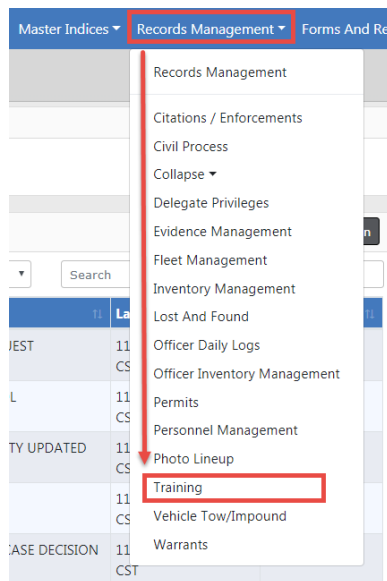 Master Indices Records Management Forms And Re
Records Management
Citations / Enforcements
Civil Process
Collapse
Delegate Privileges
Evidence Management
n
Fleet Management
Search
Inventory Management
Lost And Found
La
Officer Daily Logs
JEST
11
CS
Officer Inventory Management
L
11
CS
Permits
Personnel Management
TY UPDATED
11
CS
Photo Lineup
Training
11
CS
Vehicle Tow/Impound
Warrants
CASE DECISION
11
CST